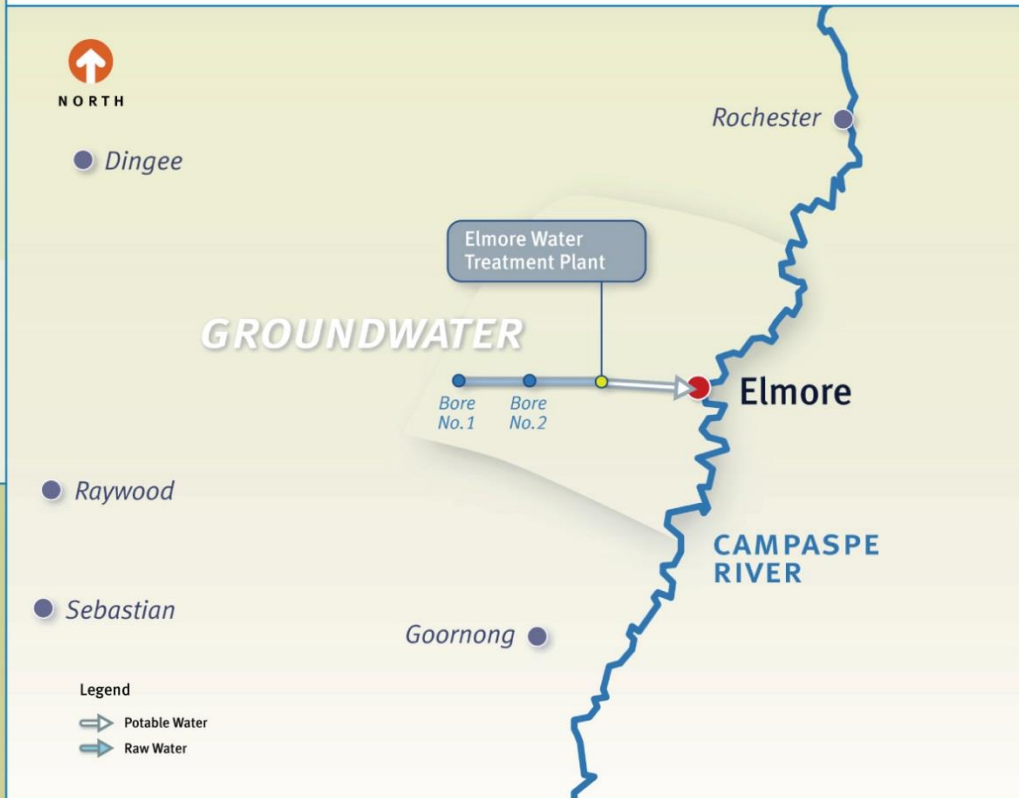 NORTH
Rochester
Dingee
Elmore Water
Treatment Plant
GROUNDWATER
Bore
No.1
Bore
No.2
Elmore
Raywood
CAMPASPE
RIVER
Sebastian
Goornong
Legend
Potable Water
Raw Water